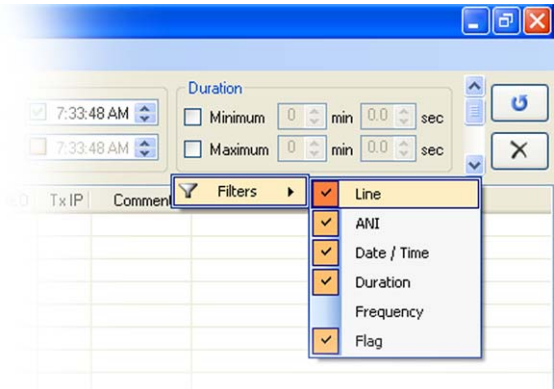 Duration
7:33:48 AM
Minimum 0 min 0.0 sec
7:33:48 AM
Maximum 0 min 0.0 sec
Tx IP Commen
Filters
Line
ANI
Date / Time
Duration
Frequency
Flag